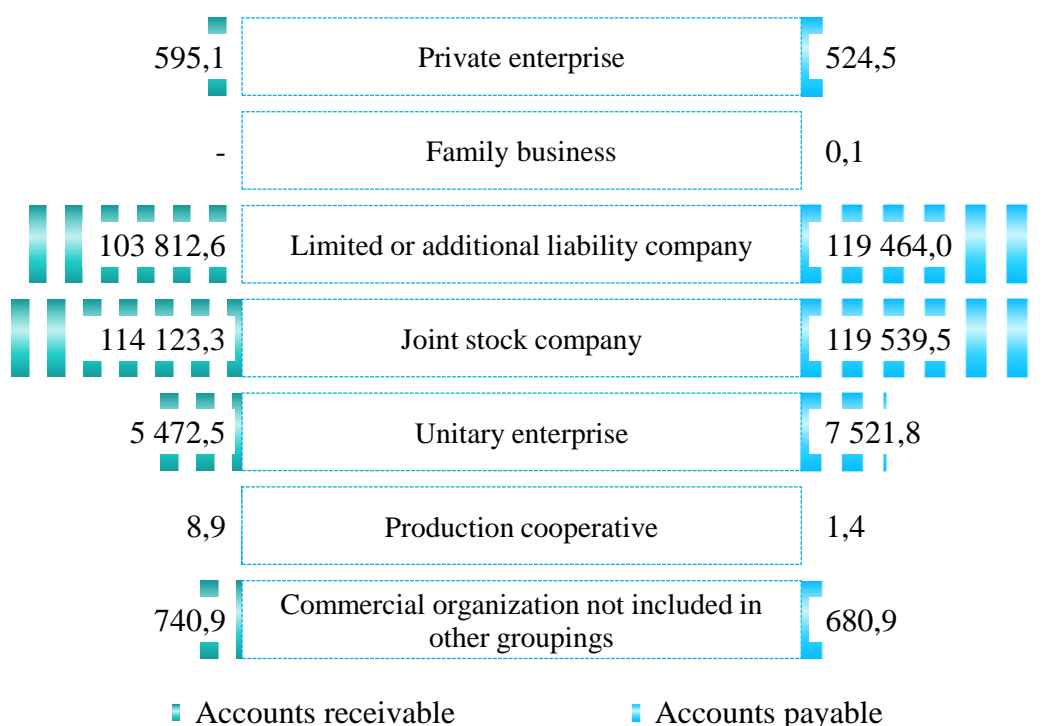 595,1 Private enterprise 524,5
- Family business 0,1
103 812,6 Limited or additional liability company 119 464,0
114 123,3 Joint stock company 119 539,5
5 472,5 Unitary enterprise 7 521,8
8,9 Production cooperative 1,4
740,9 Commercial organization not included in
other groupings 680,9
Accounts receivable Accounts payable